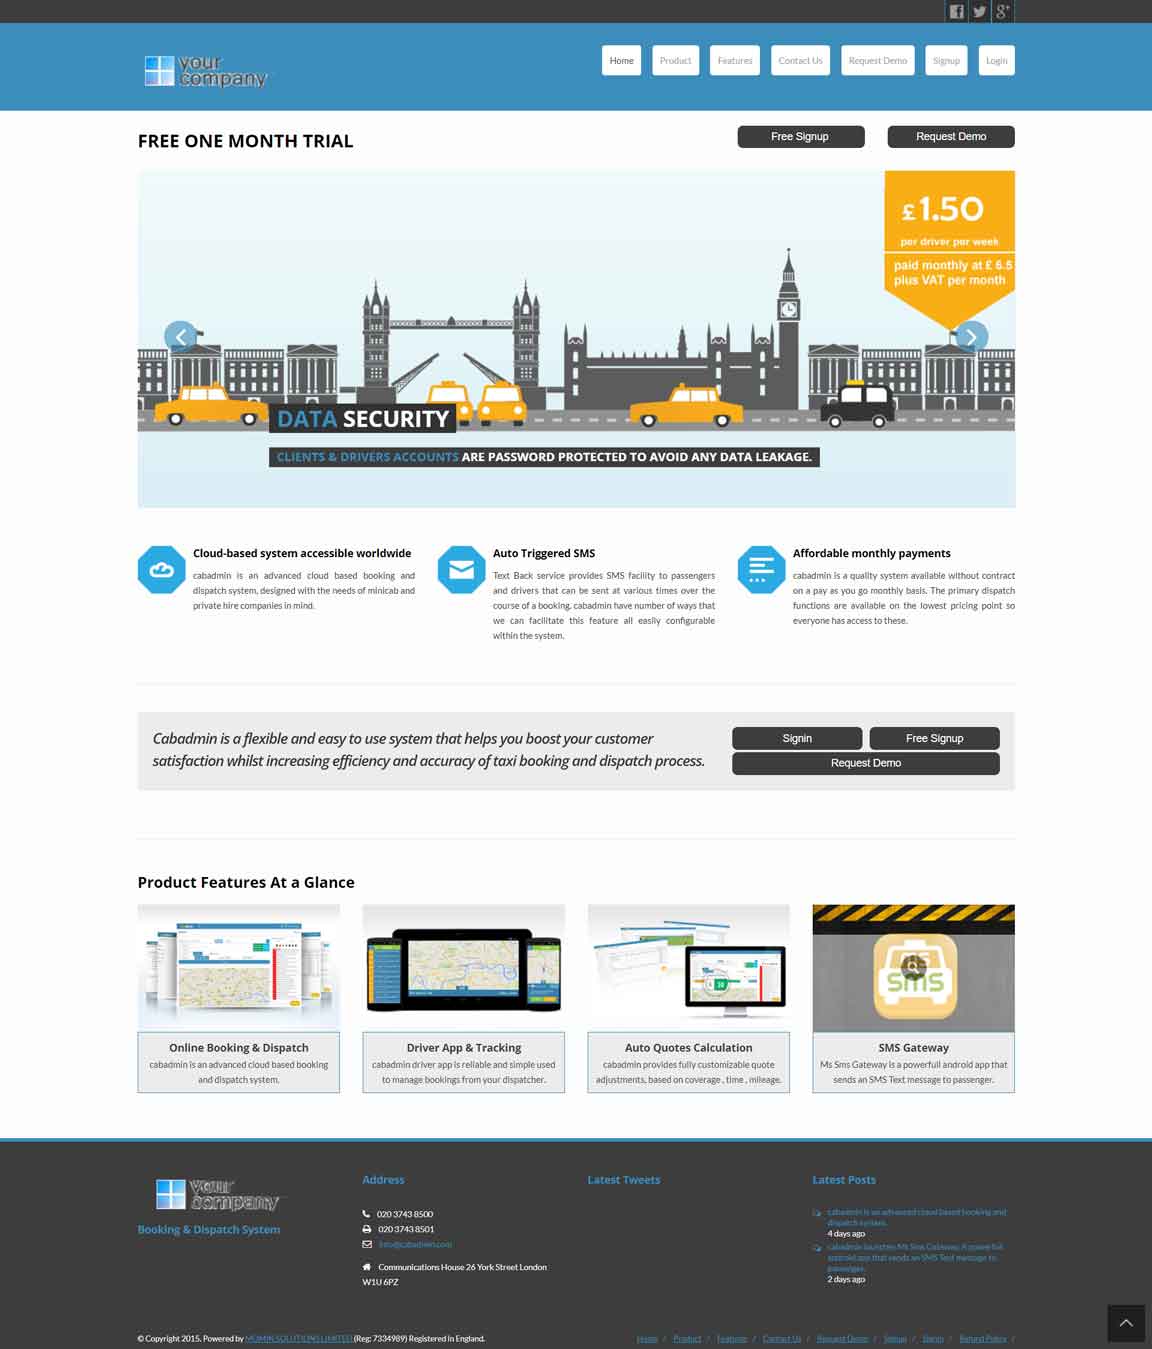 your
company
Home
Product
Features
Contact Us
Request Demo
Signup
Login
FREE ONE MONTH TRIAL
Free Signup
Request Demo
£1.50
per driver per week
paid monthly at £ 6.5
plus VAT per month
DATA SECURITY
CLIENTS & DRIVERS ACCOUNTS ARE PASSWORD PROTECTED TO AVOID ANY DATA LEAKAGE.
Cloud-based system accessible worldwide
cabadmin is an advanced cloud based booking and
dispatch system, designed with the needs of minicab and
private hire companies in mind.
Auto Triggered SMS
Text Back service provides SMS facility to passengers
and drivers that can be sent at various times over the
course of a booking. cabadmin have number of ways that
we can facilitate this feature all easily configurable
within the system.
Affordable monthly payments
cabadmin is a quality system available without contract
on a pay as you go monthly basis. The primary dispatch
functions are available on the lowest pricing point so
everyone has access to these.
Cabadmin is a flexible and easy to use system that helps you boost your customer
satisfaction whilst increasing efficiency and accuracy of taxi booking and dispatch process.
Signin
Free Signup
Request Demo
Product Features At a Glance
Online Booking & Dispatch
cabadmin is an advanced cloud based booking
and dispatch system.
Driver App & Tracking
cabadmin driver app is reliable and simple used
to manage bookings from your dispatcher.
Auto Quotes Calculation
cabadmin provides fully customizable quote
adjustments, based on coverage , time , mileage.
MS
SMS
SMS Gateway
Ms Sms Gateway is a powerfull android app that
sends an SMS Text message to passenger.
your
company
Booking & Dispatch System
Address
020 3743 8500
020 3743 8501
info@cabadmin.com
Communications House 26 York Street London
W1U 6PZ
Latest Tweets
Latest Posts
cabadmin is an advanced cloud based booking and
dispatch system.
4 days ago
cabadmin launches Ms Sms Gateway. A powerfull
android app that sends an SMS Text message to
passenger.
2 days ago
© Copyright 2015. Powered by MOMIN SOLUTIONS LIMITED (Reg: 7334989) Registered in England.
Home / Product / Features / Contact Us / Request Demo / Signup / Signin / Refund Policy /